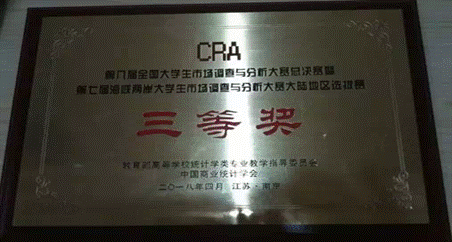 CRA
第八届全国大学生市场调查与分析大赛总决赛暨
第七届海峡两岸大学生市场调查与分析大赛大陆地区选拔赛
三等奖
教育部高等学校统计学类专业教学指导委员会
中国商业统计学会
二〇一八年四月 江苏·南京